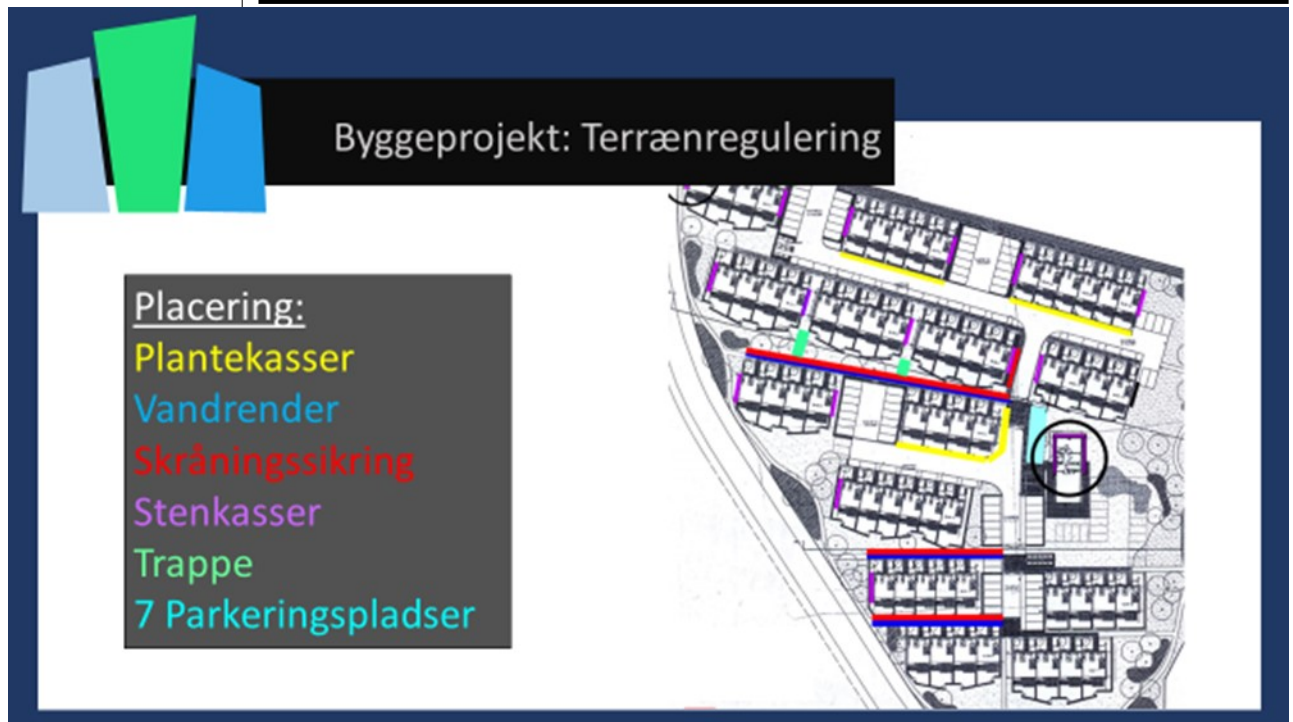 Byggeprojekt: Terrænregulering
Placering:
Plantekasser
Vandrender
Skråningssikring
Stenkasser
Trappe
7 Parkeringspladser